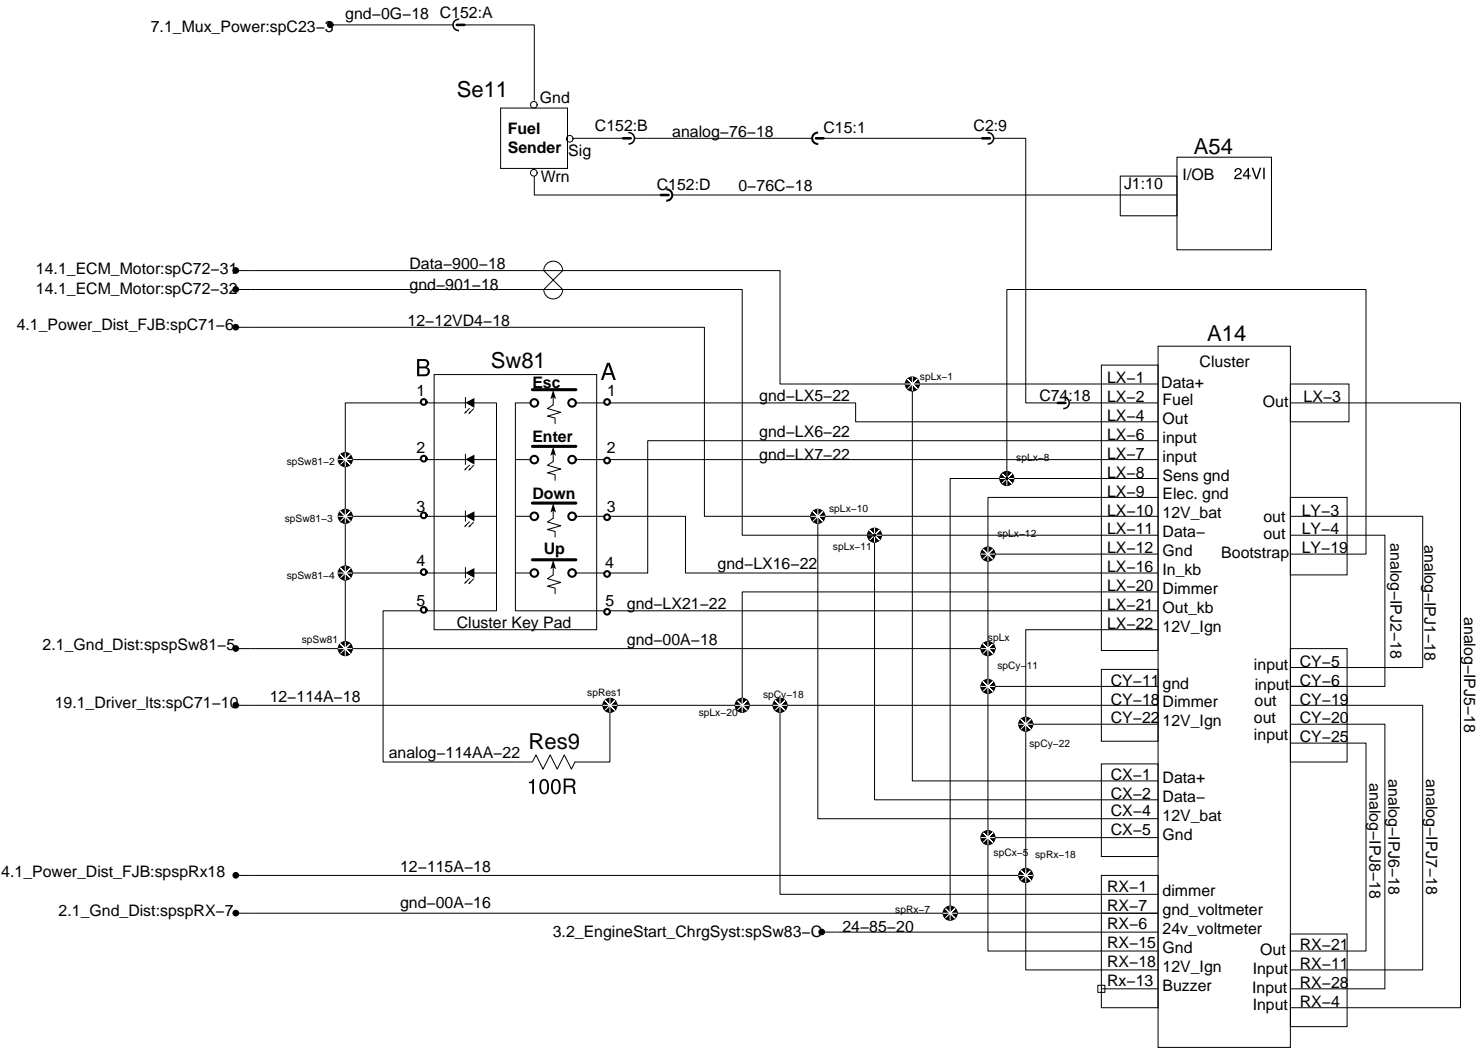 7.1_Mux_Power:spC23-3
gnd-0G-18
C152:A
Se11
Gnd
Fuel
Sender
Sig
Wrn
C152:B
analog-76-18
C15:1
C2:9
C152:D
0-76C-18
A54
J1:10
I/OB
24VI
14.1_ECM_Motor:spC72-31
Data-900-18
14.1_ECM_Motor:spC72-32
gnd-901-18
4.1_Power_Dist_FJB:spC71-6
12-12VD4-18
Sw81
B
A
1
Esc
1
2
Enter
2
3
Down
3
4
Up
4
5
5
Cluster Key Pad
spSw81-2
spSw81-3
spSw81-4
spSw81
gnd-LX5-22
gnd-LX6-22
gnd-LX7-22
gnd-LX16-22
gnd-LX21-22
2.1_Gnd_Dist:spspSw81-5
gnd-00A-18
19.1_Driver_lts:spC71-10
12-114A-18
spRes1
spLx-20
spCy-18
analog-114AA-22
Res9
100R
4.1_Power_Dist_FJB:spspRx18
12-115A-18
2.1_Gnd_Dist:spspRX-7
gnd-00A-16
spRx-7
3.2_EngineStart_ChrgSyst:spSw83-C
24-85-20
spLx-1
spLx-8
spLx-10
spLx-11
spLx-12
spLx
spCy-11
spCy-22
spCx-5
spRx-18
C74:18
A14
Cluster
LX-1 Data+
LX-2 Fuel
LX-4 Out
LX-6 input
LX-7 input
LX-8 Sens gnd
LX-9 Elec. gnd
LX-10 12V_bat
LX-11 Data-
LX-12 Gnd
LX-16 In_kb
LX-20 Dimmer
LX-21 Out_kb
LX-22 12V_Ign
CY-11 gnd
CY-18 Dimmer
CY-22 12V_Ign
CX-1 Data+
CX-2 Data-
CX-4 12V_bat
CX-5 Gnd
RX-1 dimmer
RX-7 gnd_voltmeter
RX-6 24v_voltmeter
RX-15 Gnd
RX-18 12V_Ign
Rx-13 Buzzer
Out LX-3
out LY-3
out LY-4
Bootstrap LY-19
input CY-5
input CY-6
out CY-19
out CY-20
input CY-25
Out RX-21
Input RX-11
Input RX-28
Input RX-4
analog-IPJ2-18
analog-IPJ1-18
analog-IPJ5-18
analog-IPJ8-18
analog-IPJ6-18
analog-IPJ7-18